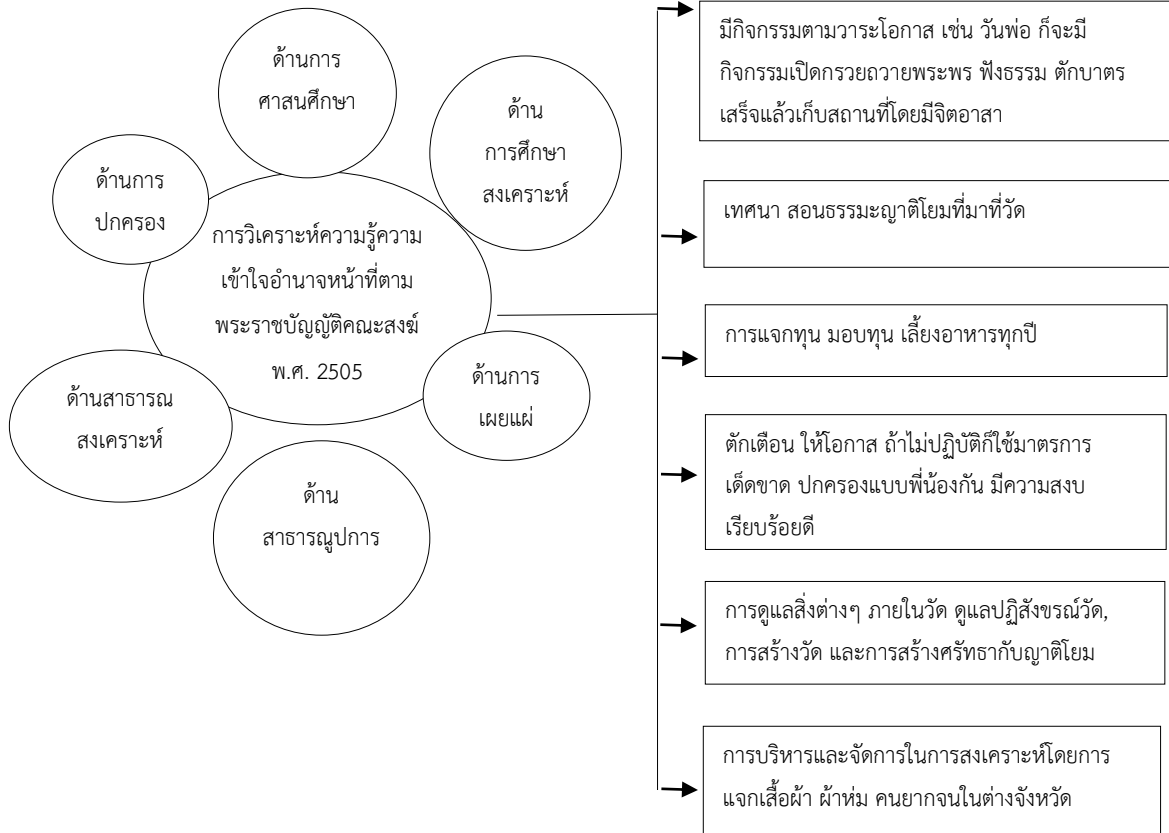 ด้านการ
ศาสนศึกษา
ด้าน
การศึกษา
สงเคราะห์
ด้านการ
ปกครอง
การวิเคราะห์ความรู้ความ
เข้าใจอำนาจหน้าที่ตาม
พระราชบัญญัติคณะสงฆ์
พ.ศ. 2505
ด้านการ
เผยแผ่
ด้านสาธารณ
สงเคราะห์
ด้าน
สาธารณูปการ
มีกิจกรรมตามวาระโอกาส เช่น วันพ่อ ก็จะมี
กิจกรรมเปิดกรวยถวายพระพร ฟังธรรม ตักบาตร
เสร็จแล้วเก็บสถานที่โดยมีจิตอาสา
เทศนา สอนธรรมะญาติโยมที่มาที่วัด
การแจกทุน มอบทุน เลี้ยงอาหารทุกปี
ตักเตือน ให้โอกาส ถ้าไม่ปฏิบัติก็ใช้มาตรการ
เด็ดขาด ปกครองแบบพี่น้องกัน มีความสงบ
เรียบร้อยดี
การดูแลสิ่งต่างๆ ภายในวัด ดูแลปฏิสังขรณ์วัด,
การสร้างวัด และการสร้างศรัทธากับญาติโยม
การบริหารและจัดการในการสงเคราะห์โดยการ
แจกเสื้อผ้า ผ้าห่ม คนยากจนในต่างจังหวัด